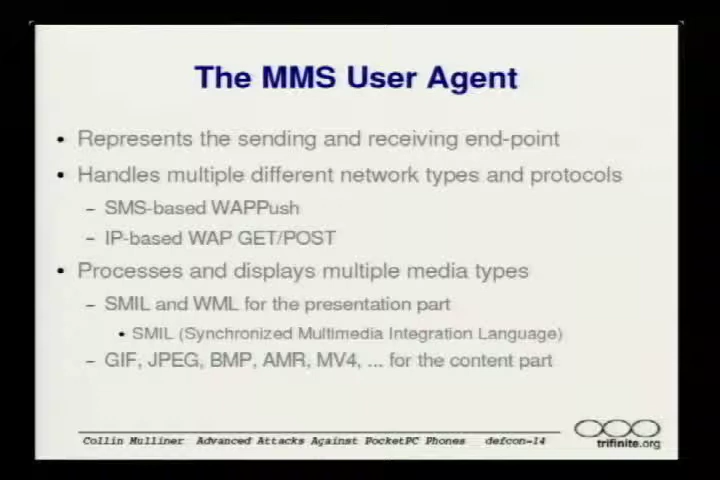 The MMS User Agent
• Represents the sending and receiving end-point
• Handles multiple different network types and protocols
– SMS-based WAPPush
– IP-based WAP GET/POST
• Processes and displays multiple media types
– SMIL and WML for the presentation part
• SMIL (Synchronized Multimedia Integration Language)
– GIF, JPEG, BMP, AMR, MV4, ... for the content part
Collin Mulliner Advanced Attacks Against PocketPC Phones defcon-14
trifinite.org